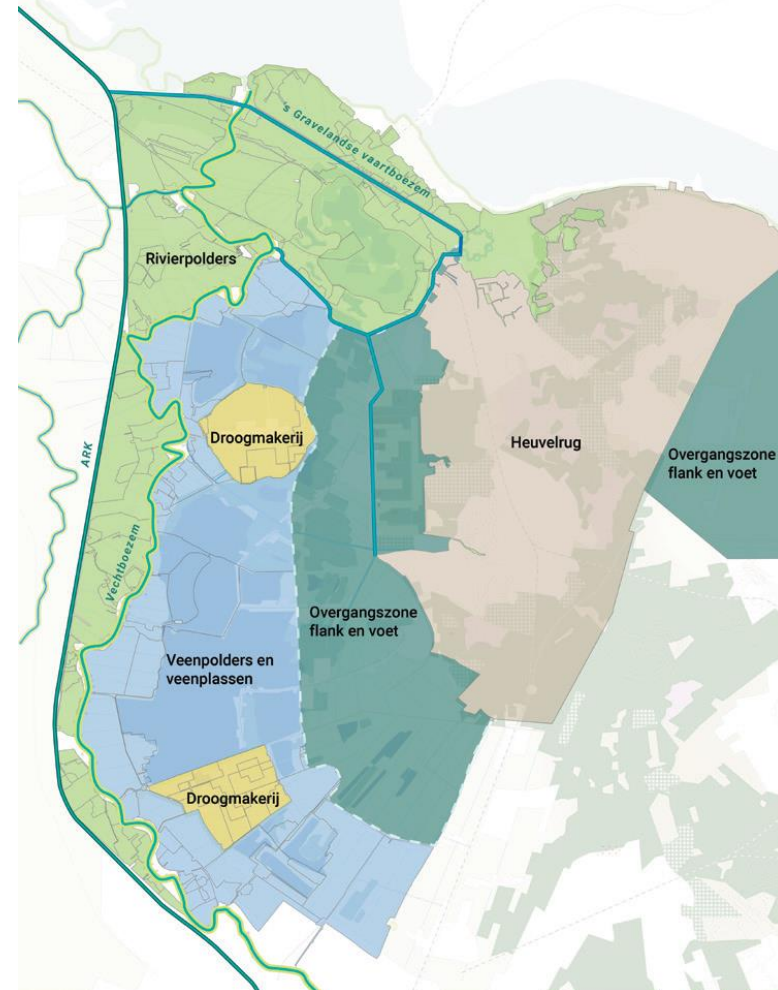 's Gravelandse vaartboezem
Rivierpolders
Droogmakerij
Heuvelrug
Overgangszone
flank en voet
ARK
Vechtboezem
Overgangszone
flank en voet
Veenpolders en
veenplassen
Droogmakerij